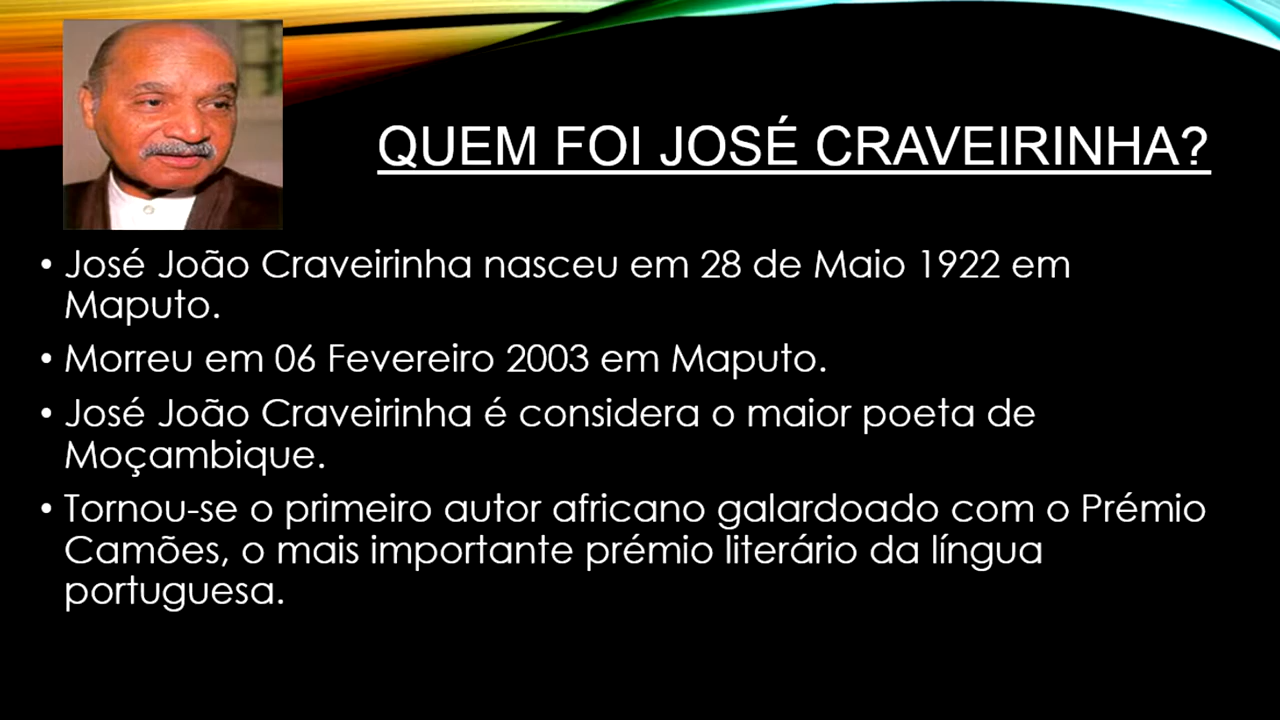 QUEM FOI JOSÉ CRAVEIRINHA?
• José João Craveirinha nasceu em 28 de Maio 1922 em
Maputo.
• Morreu em 06 Fevereiro 2003 em Maputo.
• José João Craveirinha é considera o maior poeta de
Moçambique.
• Tornou-se o primeiro autor africano galardoado com o Prémio
Camões, o mais importante prémio literário da língua
portuguesa.